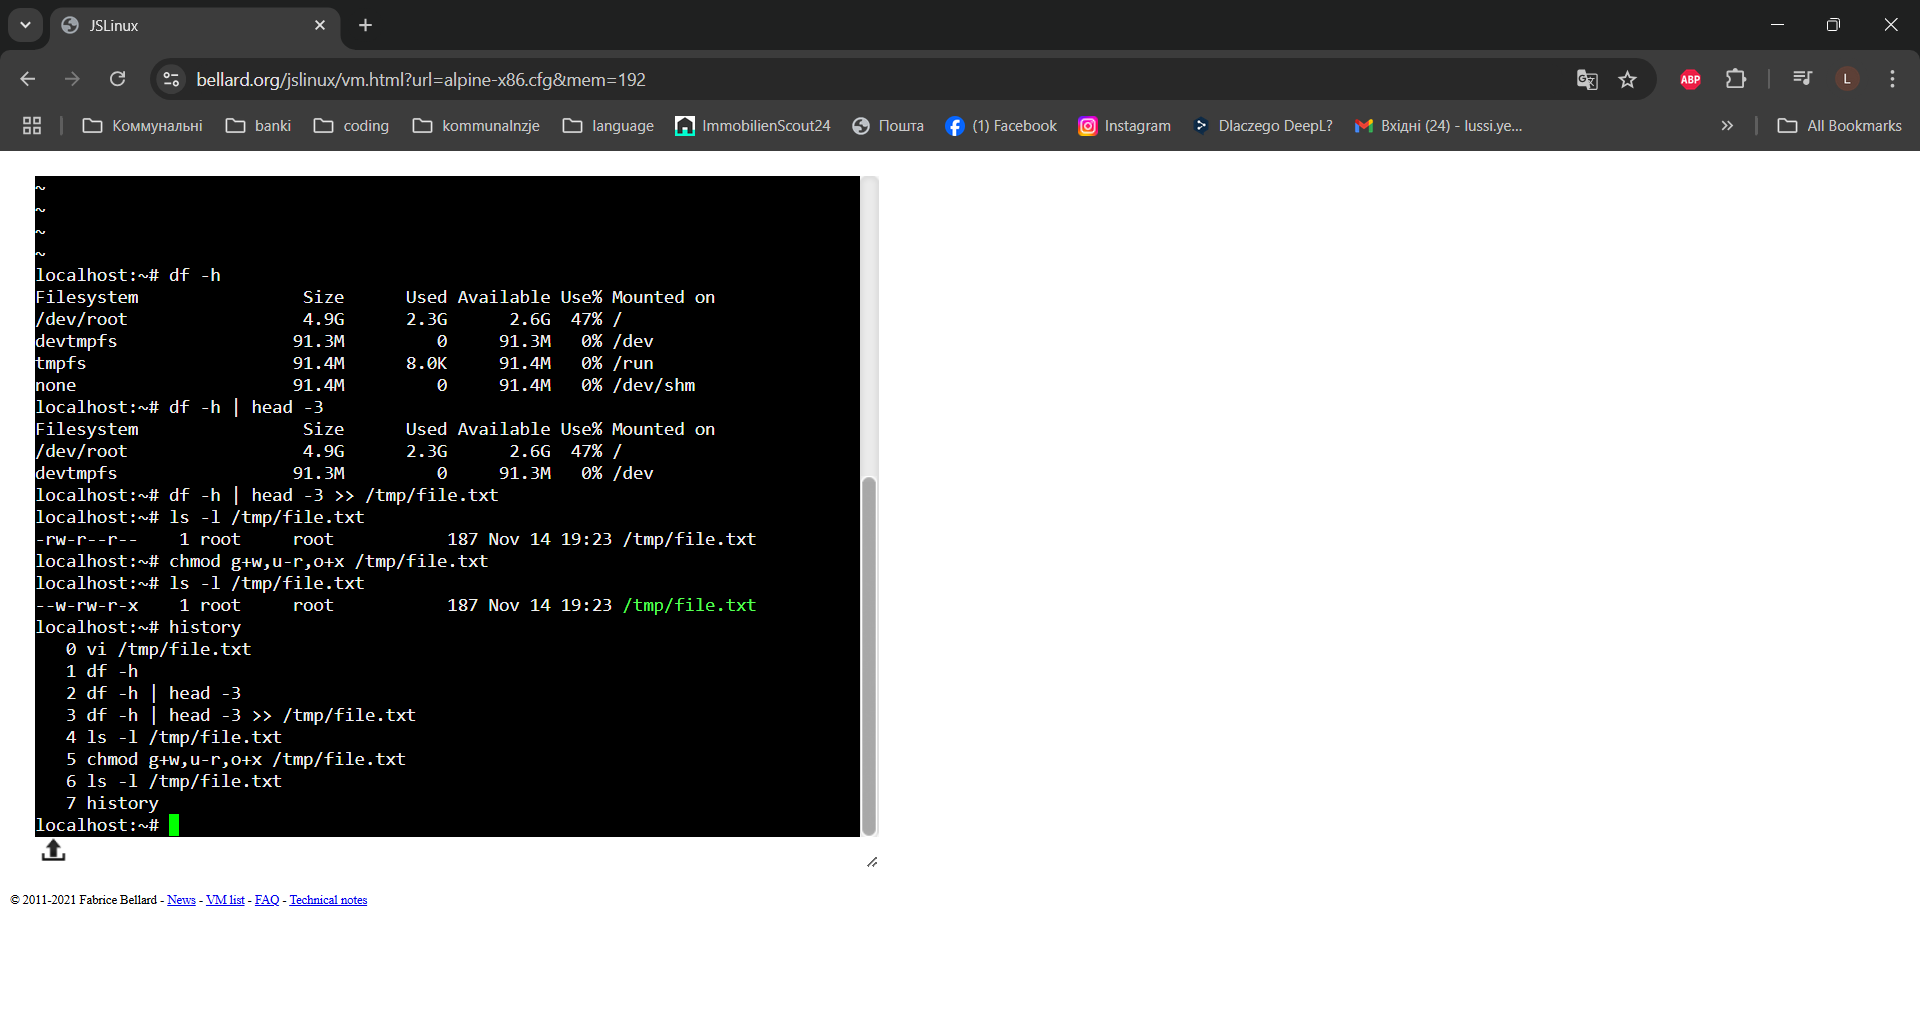 JSLinux
bellard.org/jslinux/vm.html?url=alpine-x86.cfg&mem=192
ABP
L
Коммунальні banki coding kommunalnzje language ImmobilienScout24 Пошта (1) Facebook Instagram Dlaczego DeepL? Вхідні (24) - lussi.ye... » All Bookmarks
~
~
~
~
localhost:~# df -h
Filesystem                Size      Used Available Use% Mounted on
/dev/root                 4.9G      2.3G      2.6G  47% /
devtmpfs                 91.3M         0     91.3M   0% /dev
tmpfs                    91.4M      8.0K     91.4M   0% /run
none                     91.4M         0     91.4M   0% /dev/shm
localhost:~# df -h | head -3
Filesystem                Size      Used Available Use% Mounted on
/dev/root                 4.9G      2.3G      2.6G  47% /
devtmpfs                 91.3M         0     91.3M   0% /dev
localhost:~# df -h | head -3 >> /tmp/file.txt
localhost:~# ls -l /tmp/file.txt
-rw-r--r--    1 root     root           187 Nov 14 19:23 /tmp/file.txt
localhost:~# chmod g+w,u-r,o+x /tmp/file.txt
localhost:~# ls -l /tmp/file.txt
--w-rw-r-x    1 root     root           187 Nov 14 19:23 /tmp/file.txt
localhost:~# history
   0 vi /tmp/file.txt
   1 df -h
   2 df -h | head -3
   3 df -h | head -3 >> /tmp/file.txt
   4 ls -l /tmp/file.txt
   5 chmod g+w,u-r,o+x /tmp/file.txt
   6 ls -l /tmp/file.txt
   7 history
localhost:~#
© 2011-2021 Fabrice Bellard - News - VM list - FAQ - Technical notes